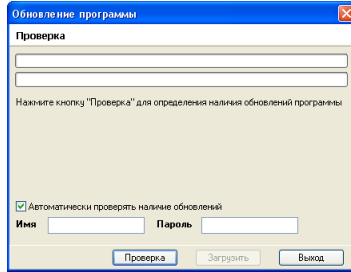 Обновление программы
Проверка
Нажмите кнопку "Проверка" для определения наличия обновлений программы
Автоматически проверять наличие обновлений
Имя Пароль
Проверка Загрузить Выход